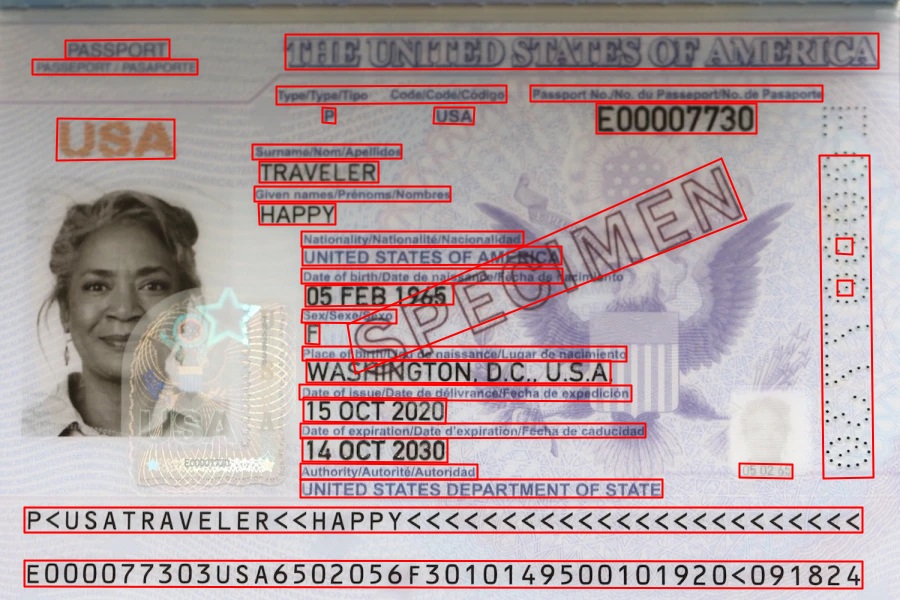 PASSPORT
PASSEPORT / PASAPORTE
THE UNITED STATES OF AMERICA
USA
Type/Type/Tipo Code/Code/Código Passport No./No. du Passeport/No. de Pasaporte
P USA E00007730
Surname/Nom/Apellidos
TRAVELER
Given names/Prénoms/Nombres
HAPPY
Nationality/Nationalité/Nacionalidad
UNITED STATES OF AMERICA
Date of birth/Date de naissance/Fecha de nacimiento
05 FEB 1965
Sex/Sexe/Sexo
F
SPECIMEN
Place of birth/Lieu de naissance/Lugar de nacimiento
WASHINGTON, D.C., U.S.A
Date of issue/Date de délivrance/Fecha de expedición
15 OCT 2020
Date of expiration/Date d'expiration/Fecha de caducidad
14 OCT 2030
Authority/Autorité/Autoridad
UNITED STATES DEPARTMENT OF STATE
USA
E00007730
05 02 65
P<USATRAVELER<<HAPPY<<<<<<<<<<<<<<<<<<<<<<<<
E000077303USA6502056F3010149500101920<091824